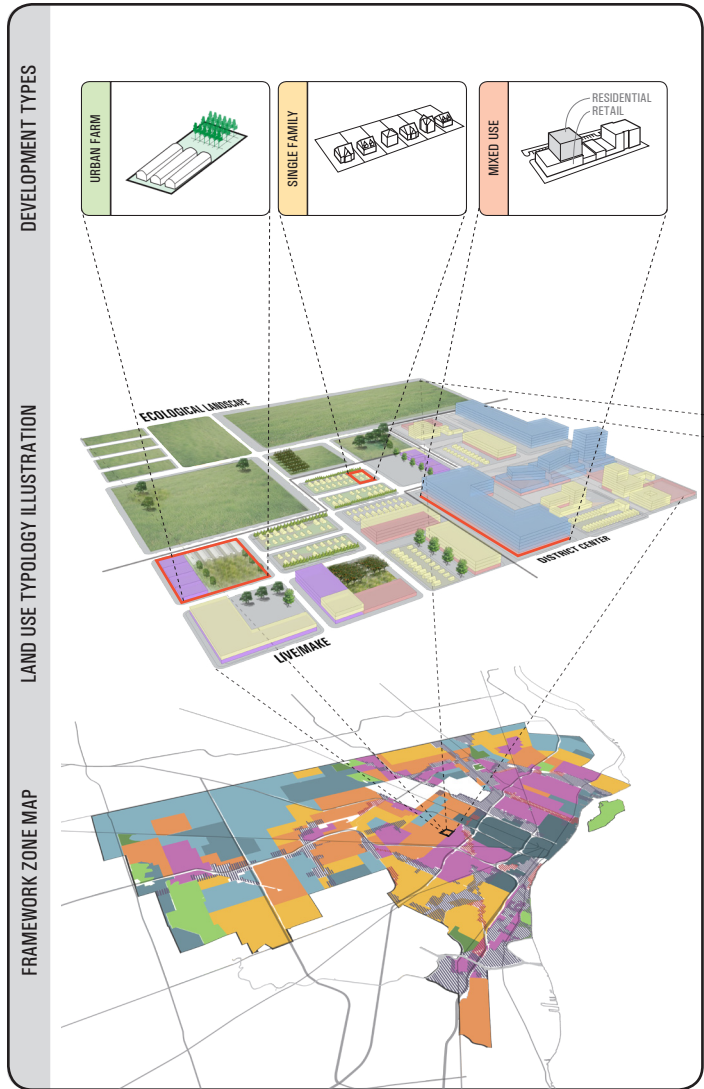 DEVELOPMENT TYPES
URBAN FARM
SINGLE FAMILY
MIXED USE
RESIDENTIAL
RETAIL
LAND USE TYPOLOGY ILLUSTRATION
ECOLOGICAL LANDSCAPE
DISTRICT CENTER
LIVE/MAKE
FRAMEWORK ZONE MAP